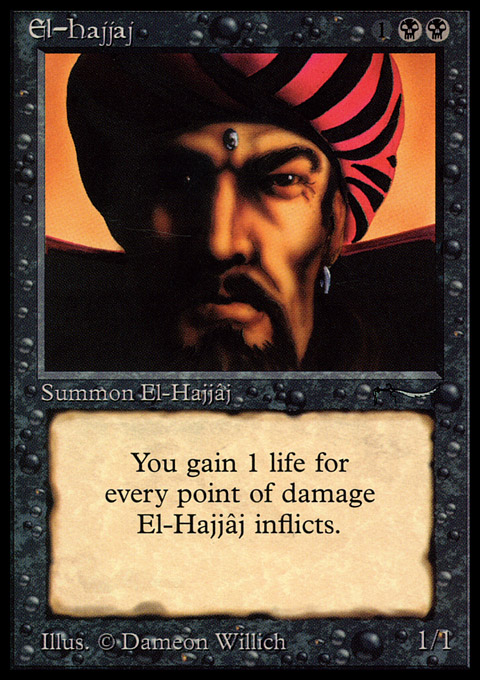 El-hajjaj 1
Summon El-Hajjâj
You gain 1 life for
every point of damage
El-Hajjâj inflicts.
Illus. © Dameon Willich 1/1